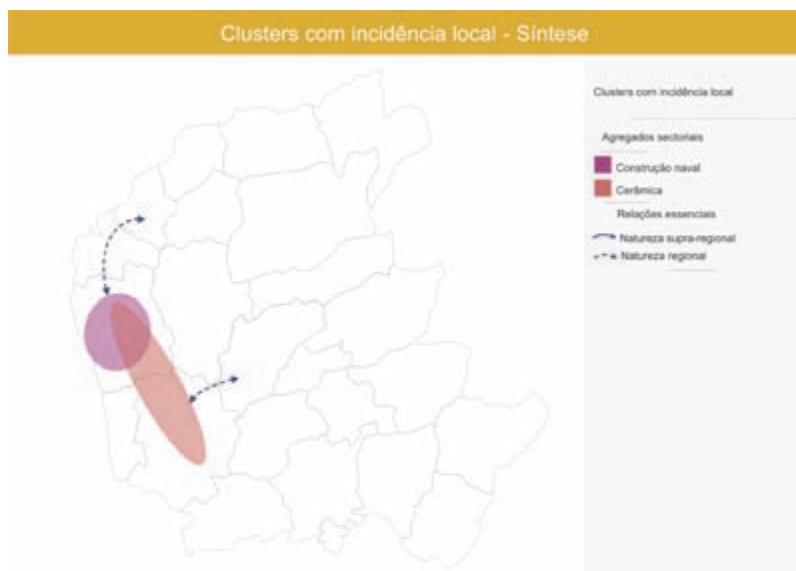 Clusters com incidência local - Síntese
Clusters com incidência local
Agregados sectoriais
Construção naval
Cerâmica
Relações essenciais
Natureza supra-regional
Natureza regional